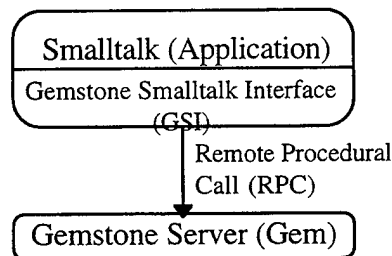 Smalltalk (Application)
Gemstone Smalltalk Interface
(GSI)
Remote Procedural
Call (RPC)
Gemstone Server (Gem)